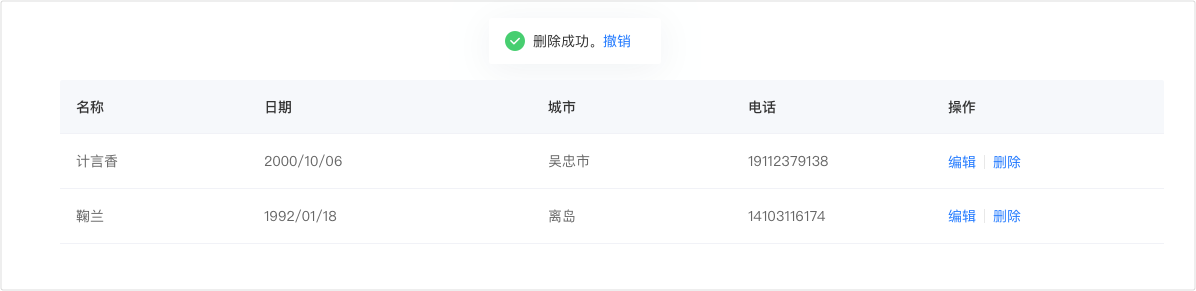 删除成功。撤销
名称 日期 城市 电话 操作
计言香 2000/10/06 吴忠市 19112379138 编辑 删除
鞠兰 1992/01/18 离岛 14103116174 编辑 删除